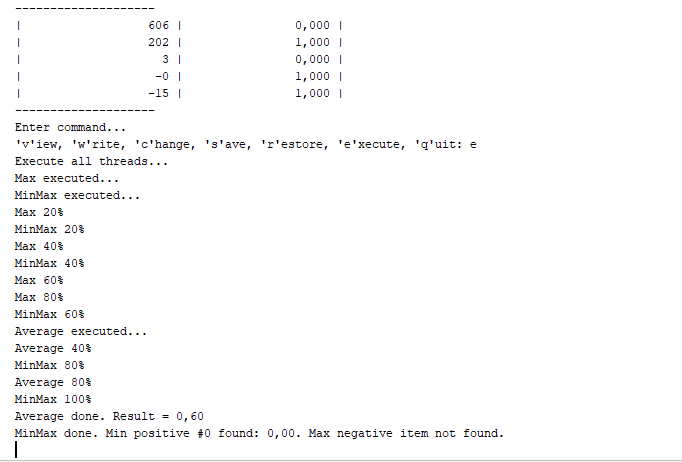 --------------------
| 606 | 0,000 |
| 202 | 1,000 |
| 3 | 0,000 |
| -0 | 1,000 |
| -15 | 1,000 |
--------------------
Enter command...
'v'iew, 'w'rite, 'c'hange, 's'ave, 'r'estore, 'e'xecute, 'q'uit: e
Execute all threads...
Max executed...
MinMax executed...
Max 20%
MinMax 20%
Max 40%
MinMax 40%
Max 60%
Max 80%
MinMax 60%
Average executed...
Average 40%
MinMax 80%
Average 80%
MinMax 100%
Average done. Result = 0,60
MinMax done. Min positive #0 found: 0,00. Max negative item not found.